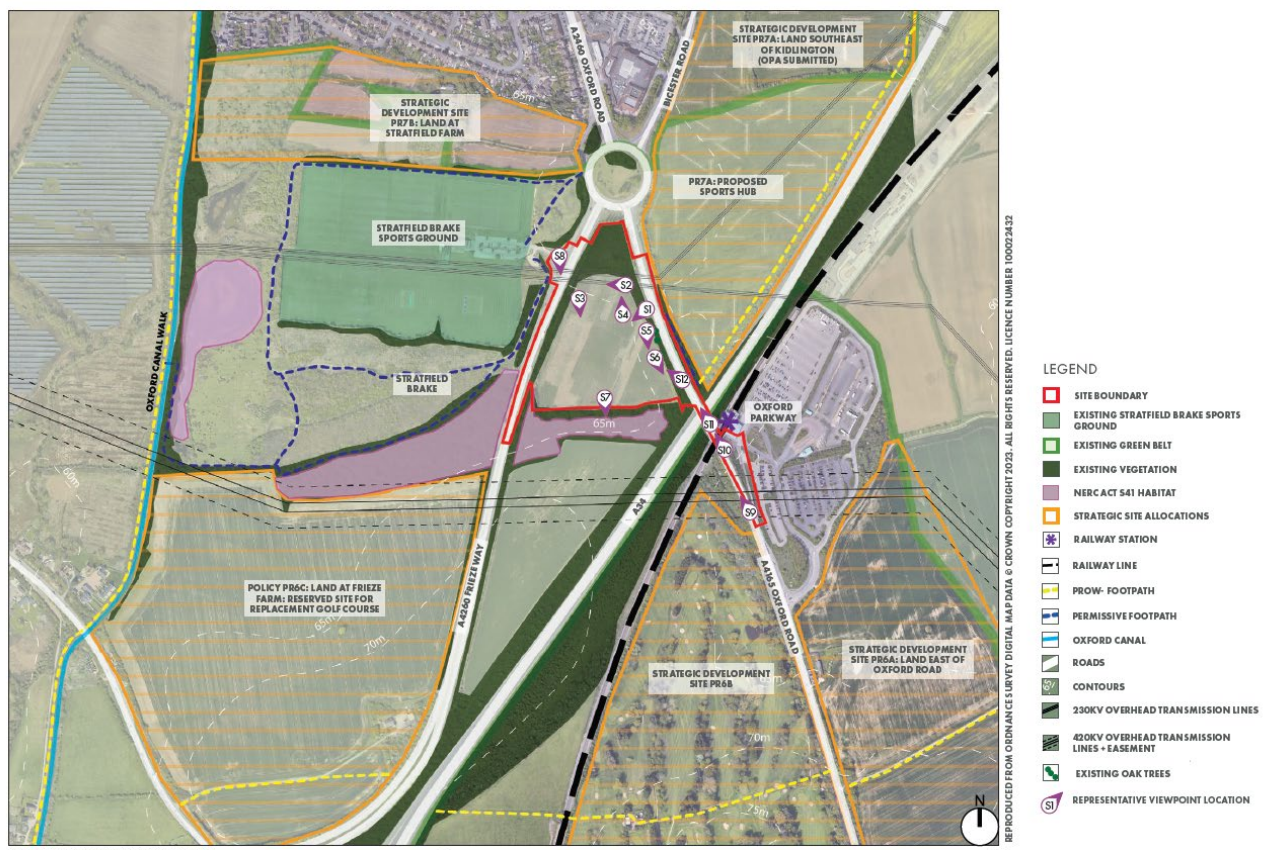 STRATEGIC DEVELOPMENT
SITE PR7A: LAND SOUTHEAST
OF KIDLINGTON
(OPA SUBMITTED)
A2460 OXFORD ROAD
BICESTER ROAD
65m
STRATEGIC
DEVELOPMENT SITE
PR7B: LAND AT
STRATFIELD FARM
PR7A: PROPOSED
SPORTS HUB
STRATFIELD BRAKE
SPORTS GROUND
S8
S2
S3
S4
S1
S5
S6
S12
S7
S11
S10
S9
OXFORD CANAL WALK
STRATFIELD
BRAKE
OXFORD
PARKWAY
65m
60m
A34
A4260 FRIEZEWAY
A4165 OXFORD ROAD
POLICY PR6C: LAND AT FRIEZE
FARM: RESERVED SITE FOR
REPLACEMENT GOLF COURSE
65m
70m
STRATEGIC DEVELOPMENT
SITE PR6B
STRATEGIC DEVELOPMENT
SITE PR6A: LAND EAST OF
OXFORD ROAD
70m
75m
N
REPRODUCED FROM ORDNANCE SURVEY DIGITAL MAP DATA © CROWN COPYRIGHT 2023. ALL RIGHTS RESERVED. LICENCE NUMBER 100022432
LEGEND
SITE BOUNDARY
EXISTING STRATFIELD BRAKE SPORTS
GROUND
EXISTING GREEN BELT
EXISTING VEGETATION
NERC ACT S41 HABITAT
STRATEGIC SITE ALLOCATIONS
RAILWAY STATION
RAILWAY LINE
PROW- FOOTPATH
PERMISSIVE FOOTPATH
OXFORD CANAL
ROADS
65
CONTOURS
230KV OVERHEAD TRANSMISSION LINES
420KV OVERHEAD TRANSMISSION
LINES + EASEMENT
EXISTING OAK TREES
S1
REPRESENTATIVE VIEWPOINT LOCATION